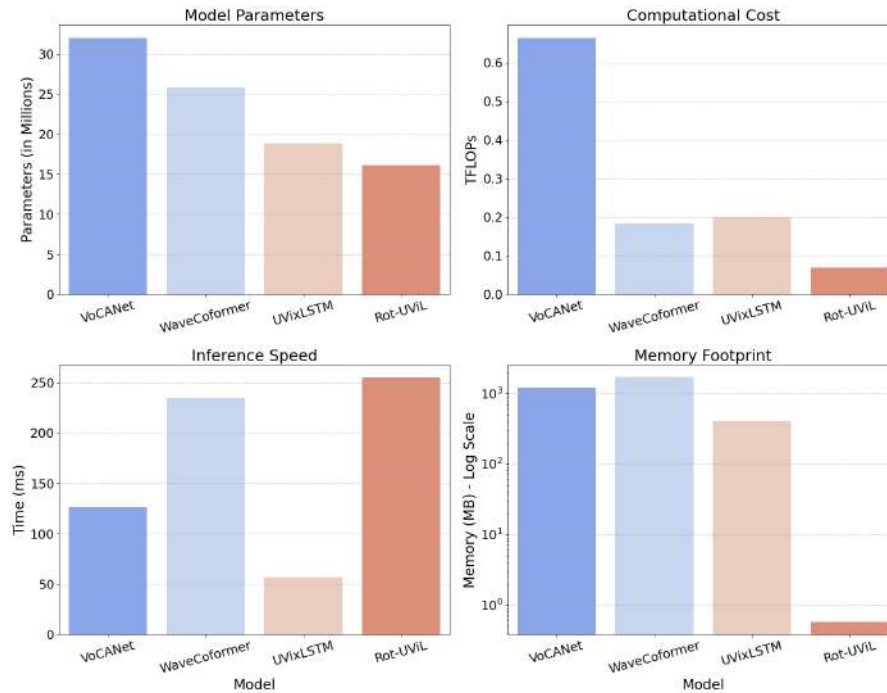 Model Parameters
Parameters (in Millions)
30
25
20
15
10
5
0
VoCANet
WaveCoformer
UVixLSTM
Rot-UViL
Computational Cost
TFLOPs
0.6
0.5
0.4
0.3
0.2
0.1
0.0
VoCANet
WaveCoformer
UVixLSTM
Rot-UViL
Inference Speed
Time (ms)
250
200
150
100
50
0
VoCANet
WaveCoformer
UVixLSTM
Rot-UViL
Model
Memory Footprint
Memory (MB) - Log Scale
10³
10²
10¹
10⁰
VoCANet
WaveCoformer
UVixLSTM
Rot-UViL
Model